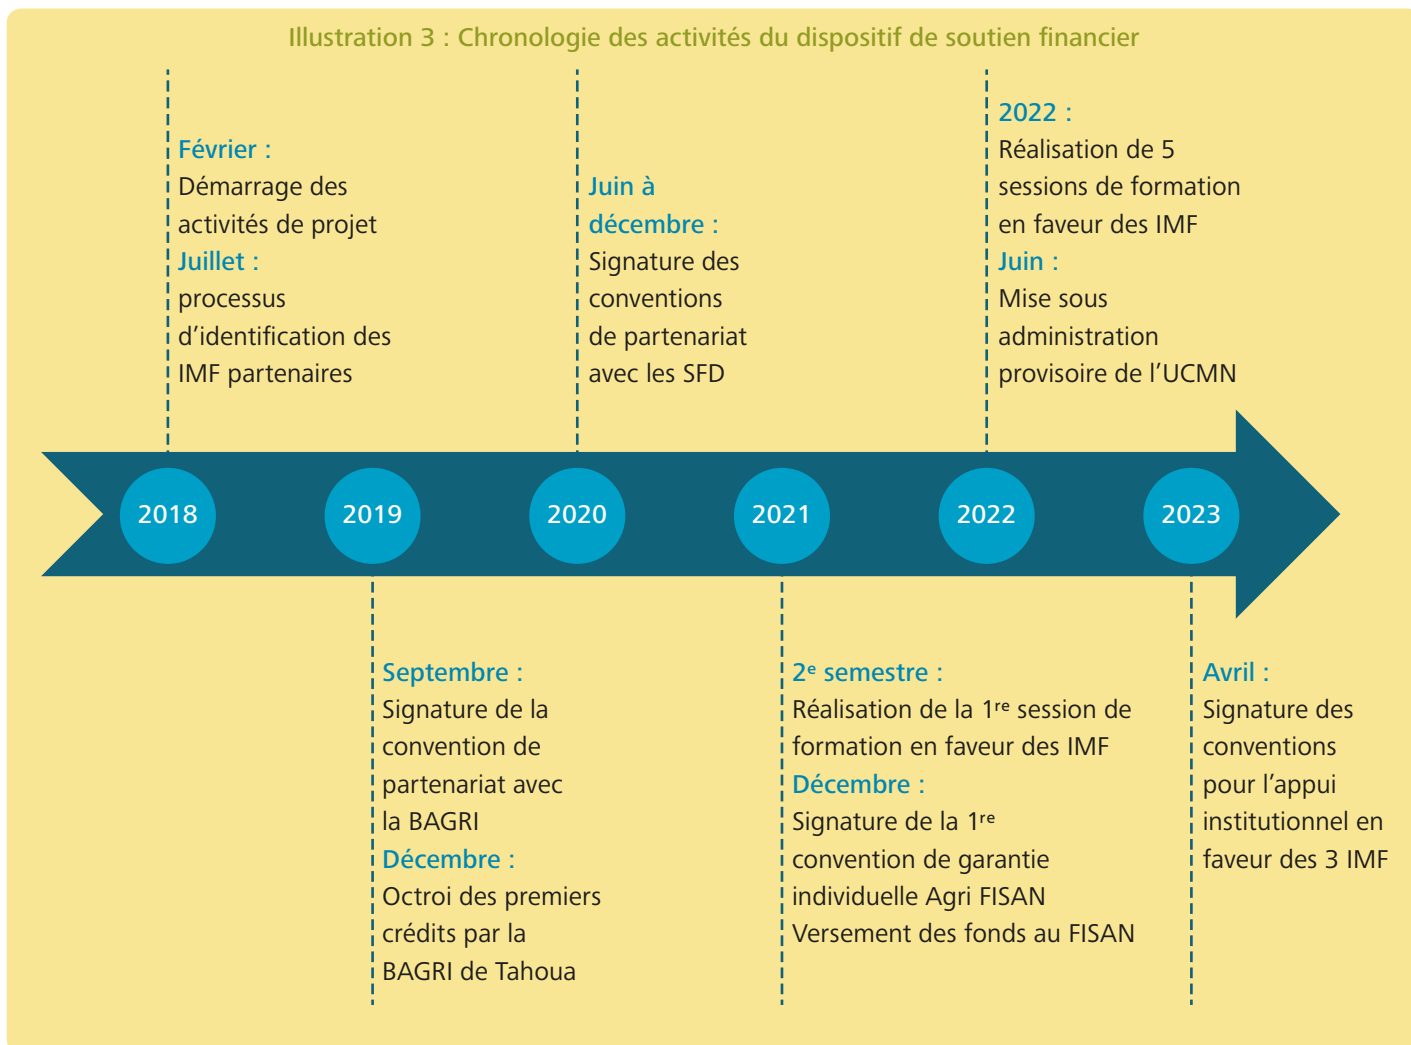 Illustration 3 : Chronologie des activités du dispositif de soutien financier
Février :
Démarrage des
activités de projet
Juillet :
processus
d’identification des
IMF partenaires
Juin à
décembre :
Signature des
conventions
de partenariat
avec les SFD
2022 :
Réalisation de 5
sessions de formation
en faveur des IMF
Juin :
Mise sous
administration
provisoire de l’UCMN
2018
2019
2020
2021
2022
2023
Septembre :
Signature de la
convention de
partenariat avec
la BAGRI
Décembre :
Octroi des premiers
crédits par la
BAGRI de Tahoua
2e semestre :
Réalisation de la 1re session de
formation en faveur des IMF
Décembre :
Signature de la 1re
convention de garantie
individuelle Agri FISAN
Versement des fonds au FISAN
Avril :
Signature des
conventions
pour l’appui
institutionnel en
faveur des 3 IMF